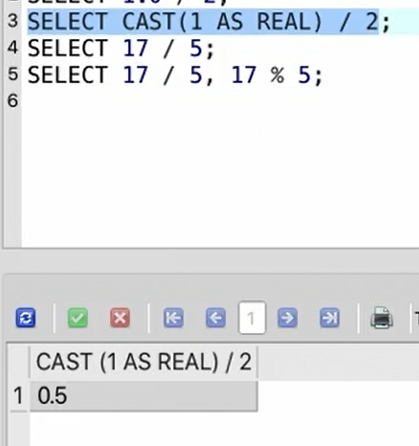 3 SELECT CAST(1 AS REAL) / 2;
4 SELECT 17 / 5;
5 SELECT 17 / 5, 17 % 5;
6
1
CAST (1 AS REAL) / 2
1 0.5